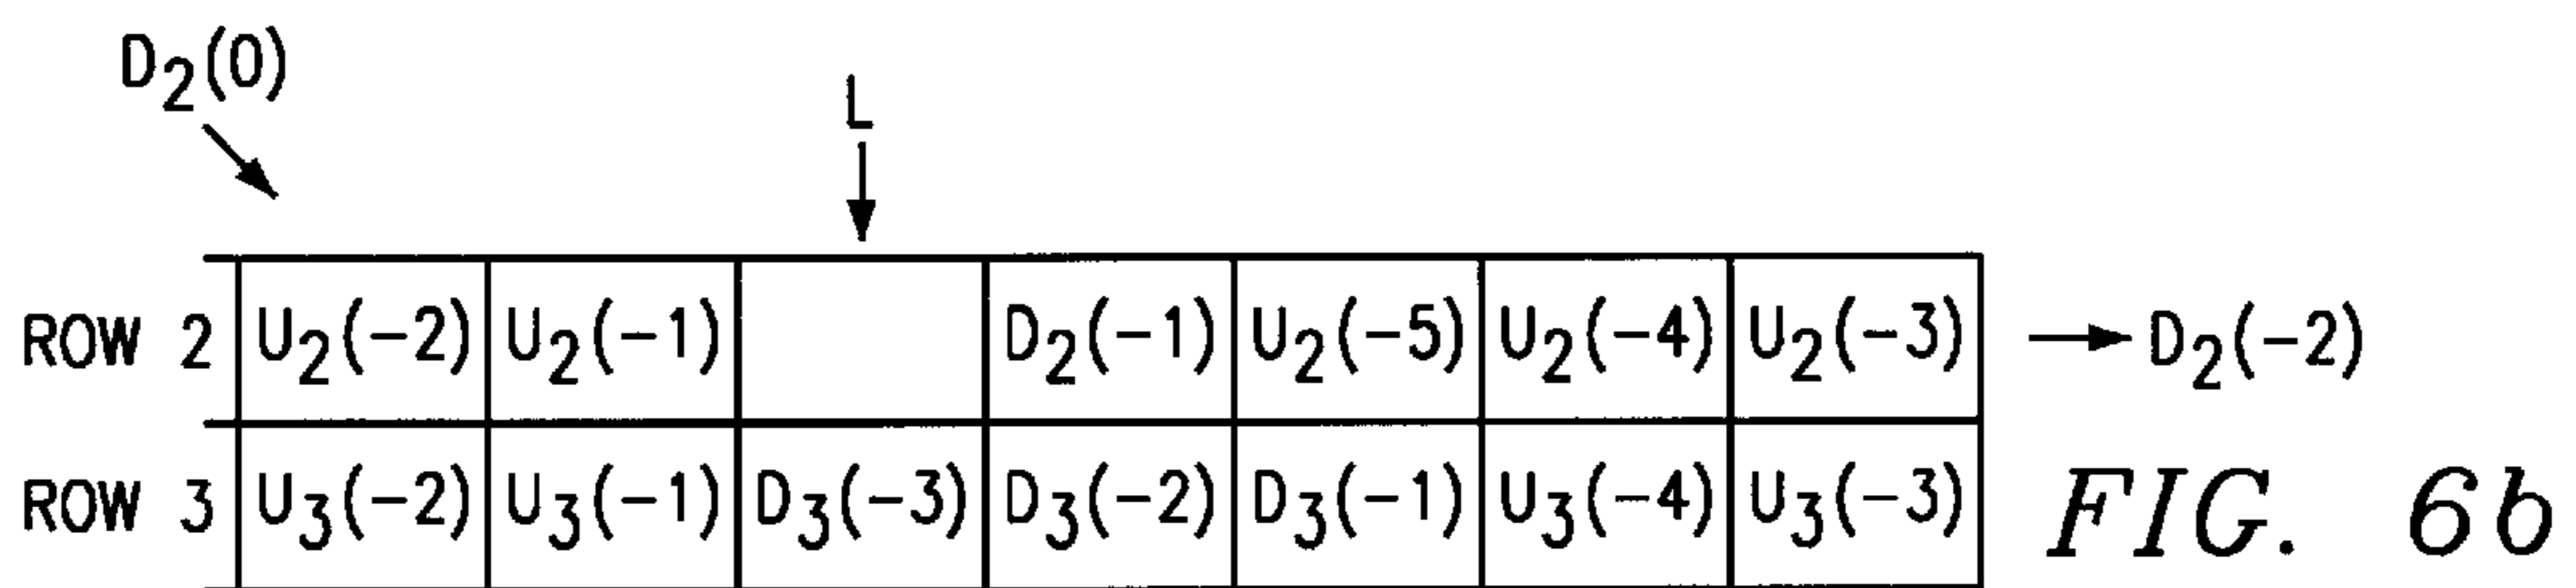 D2(0)
L
ROW 2 U2(-2) U2(-1) D2(-1) U2(-5) U2(-4) U2(-3) D2(-2)
ROW 3 U3(-2) U3(-1) D3(-3) D3(-2) D3(-1) U3(-4) U3(-3) FIG. 6b